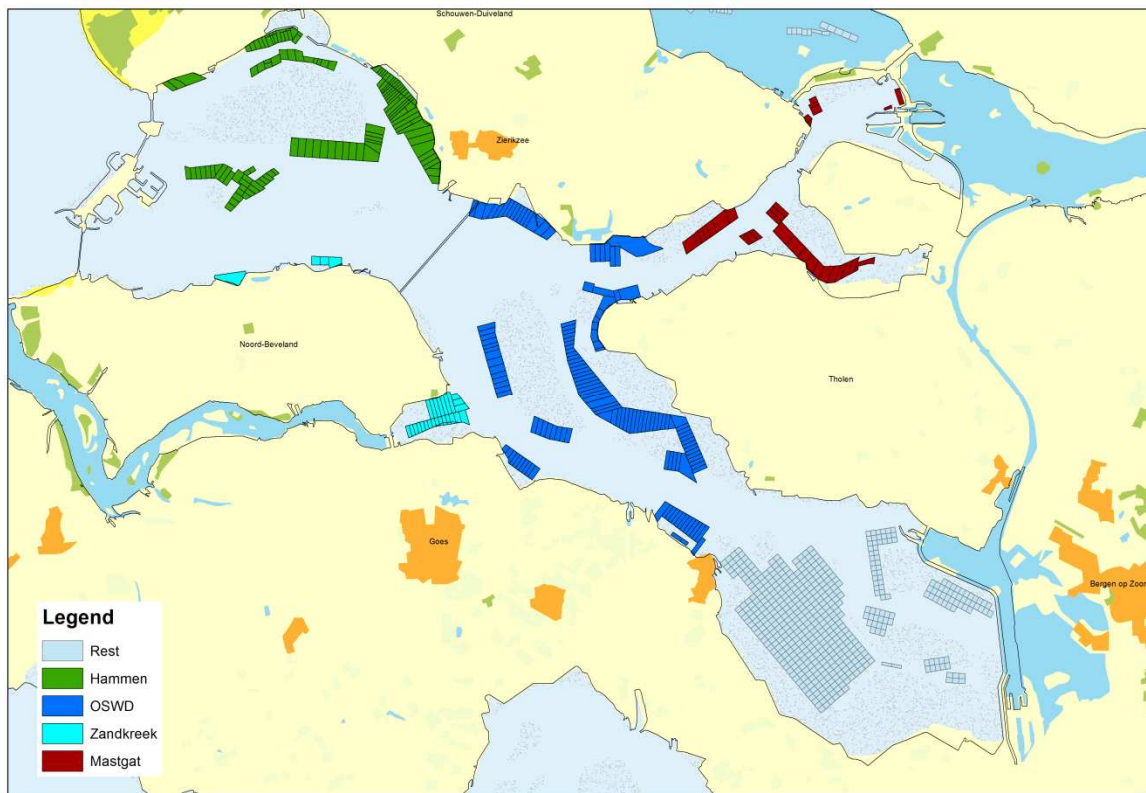 Schouwen-Duiveland
Zierikzee
Noord-Beveland
Tholen
Goes
Bergen op Zoom
Legend
Rest
Hammen
OSWD
Zandkreek
Mastgat